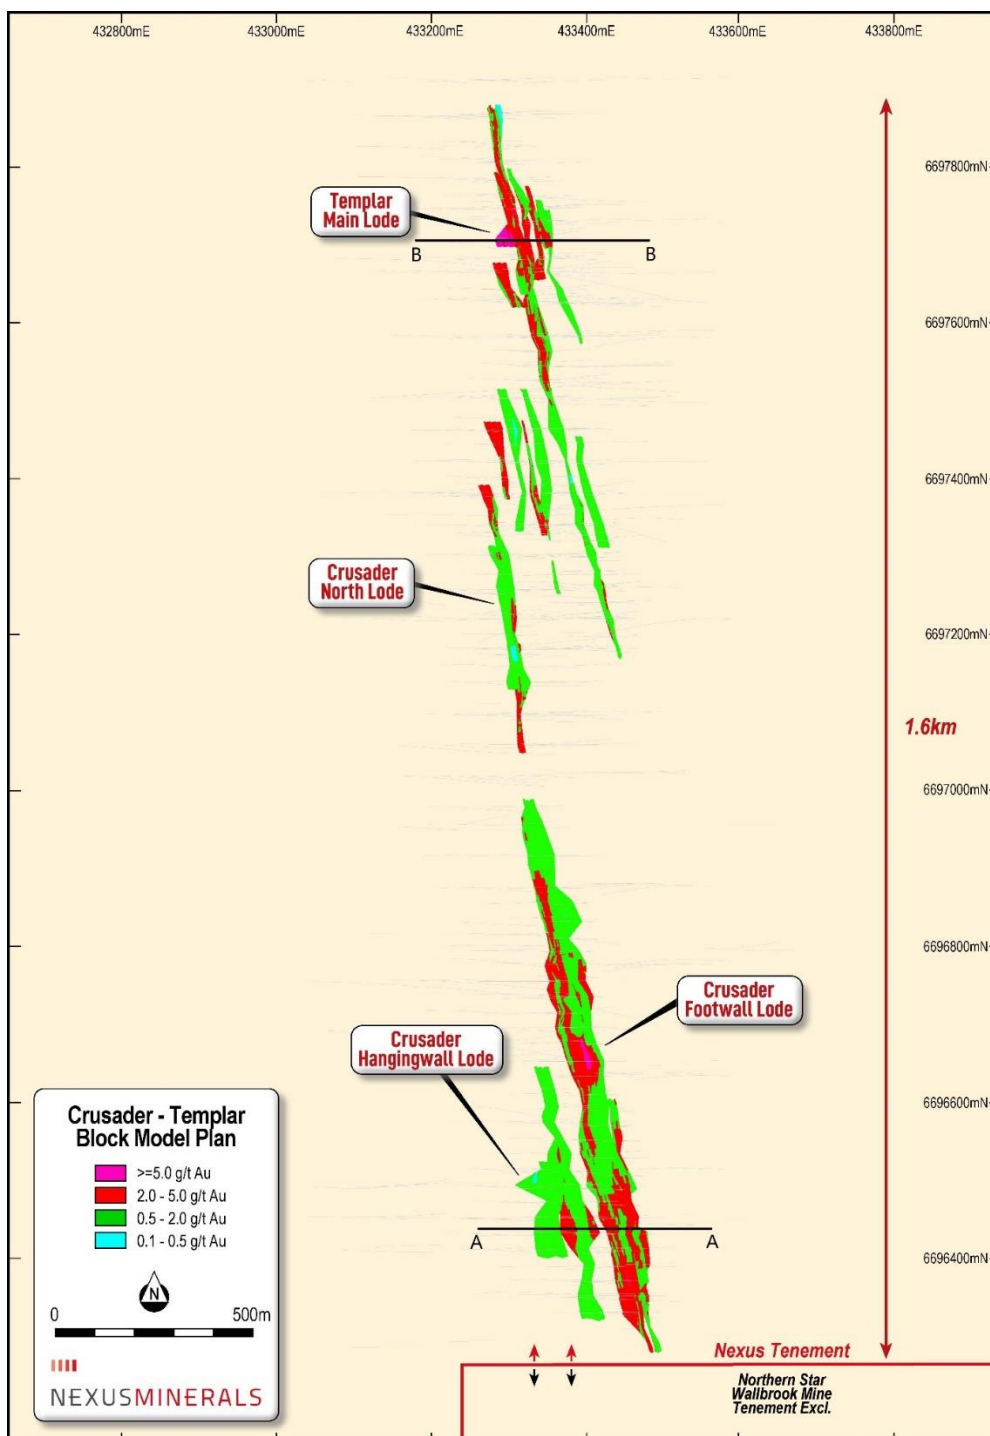 432800mE
433000mE
433200mE
433400mE
433600mE
433800mE
6697800mN
Templar
Main Lode
B
B
6697600mN
6697400mN
Crusader
North Lode
6697200mN
1.6km
6697000mN
6696800mN
Crusader
Footwall Lode
Crusader
Hangingwall Lode
6696600mN
A
A
6696400mN
Crusader - Templar
Block Model Plan
>=5.0 g/t Au
2.0 - 5.0 g/t Au
0.5 - 2.0 g/t Au
0.1 - 0.5 g/t Au
N
0
500m
NEXUSMINERALS
Nexus Tenement
Northern Star
Wallbrook Mine
Tenement Excl.